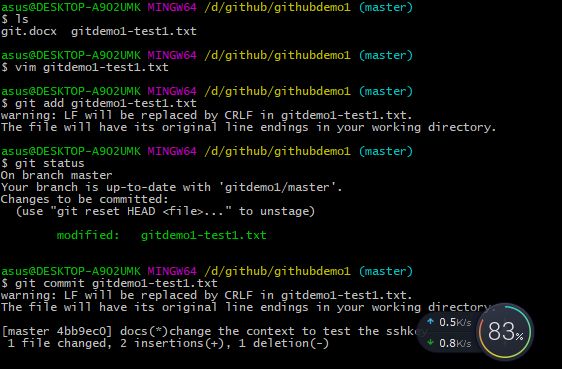 asus@DESKTOP-A902UMK MINGW64 /d/github/githubdemo1 (master)
$ ls
git.docx  gitdemo1-test1.txt
asus@DESKTOP-A902UMK MINGW64 /d/github/githubdemo1 (master)
$ vim gitdemo1-test1.txt
asus@DESKTOP-A902UMK MINGW64 /d/github/githubdemo1 (master)
$ git add gitdemo1-test1.txt
warning: LF will be replaced by CRLF in gitdemo1-test1.txt.
The file will have its original line endings in your working directory.
asus@DESKTOP-A902UMK MINGW64 /d/github/githubdemo1 (master)
$ git status
On branch master
Your branch is up-to-date with 'gitdemo1/master'.
Changes to be committed:
  (use "git reset HEAD <file>..." to unstage)
        modified:   gitdemo1-test1.txt
asus@DESKTOP-A902UMK MINGW64 /d/github/githubdemo1 (master)
$ git commit gitdemo1-test1.txt
warning: LF will be replaced by CRLF in gitdemo1-test1.txt.
The file will have its original line endings in your working directory.
[master 4bb9ec0] docs(*)change the context to test the sshkey
 1 file changed, 2 insertions(+), 1 deletion(-)
0.5K/s
0.8K/s
83%